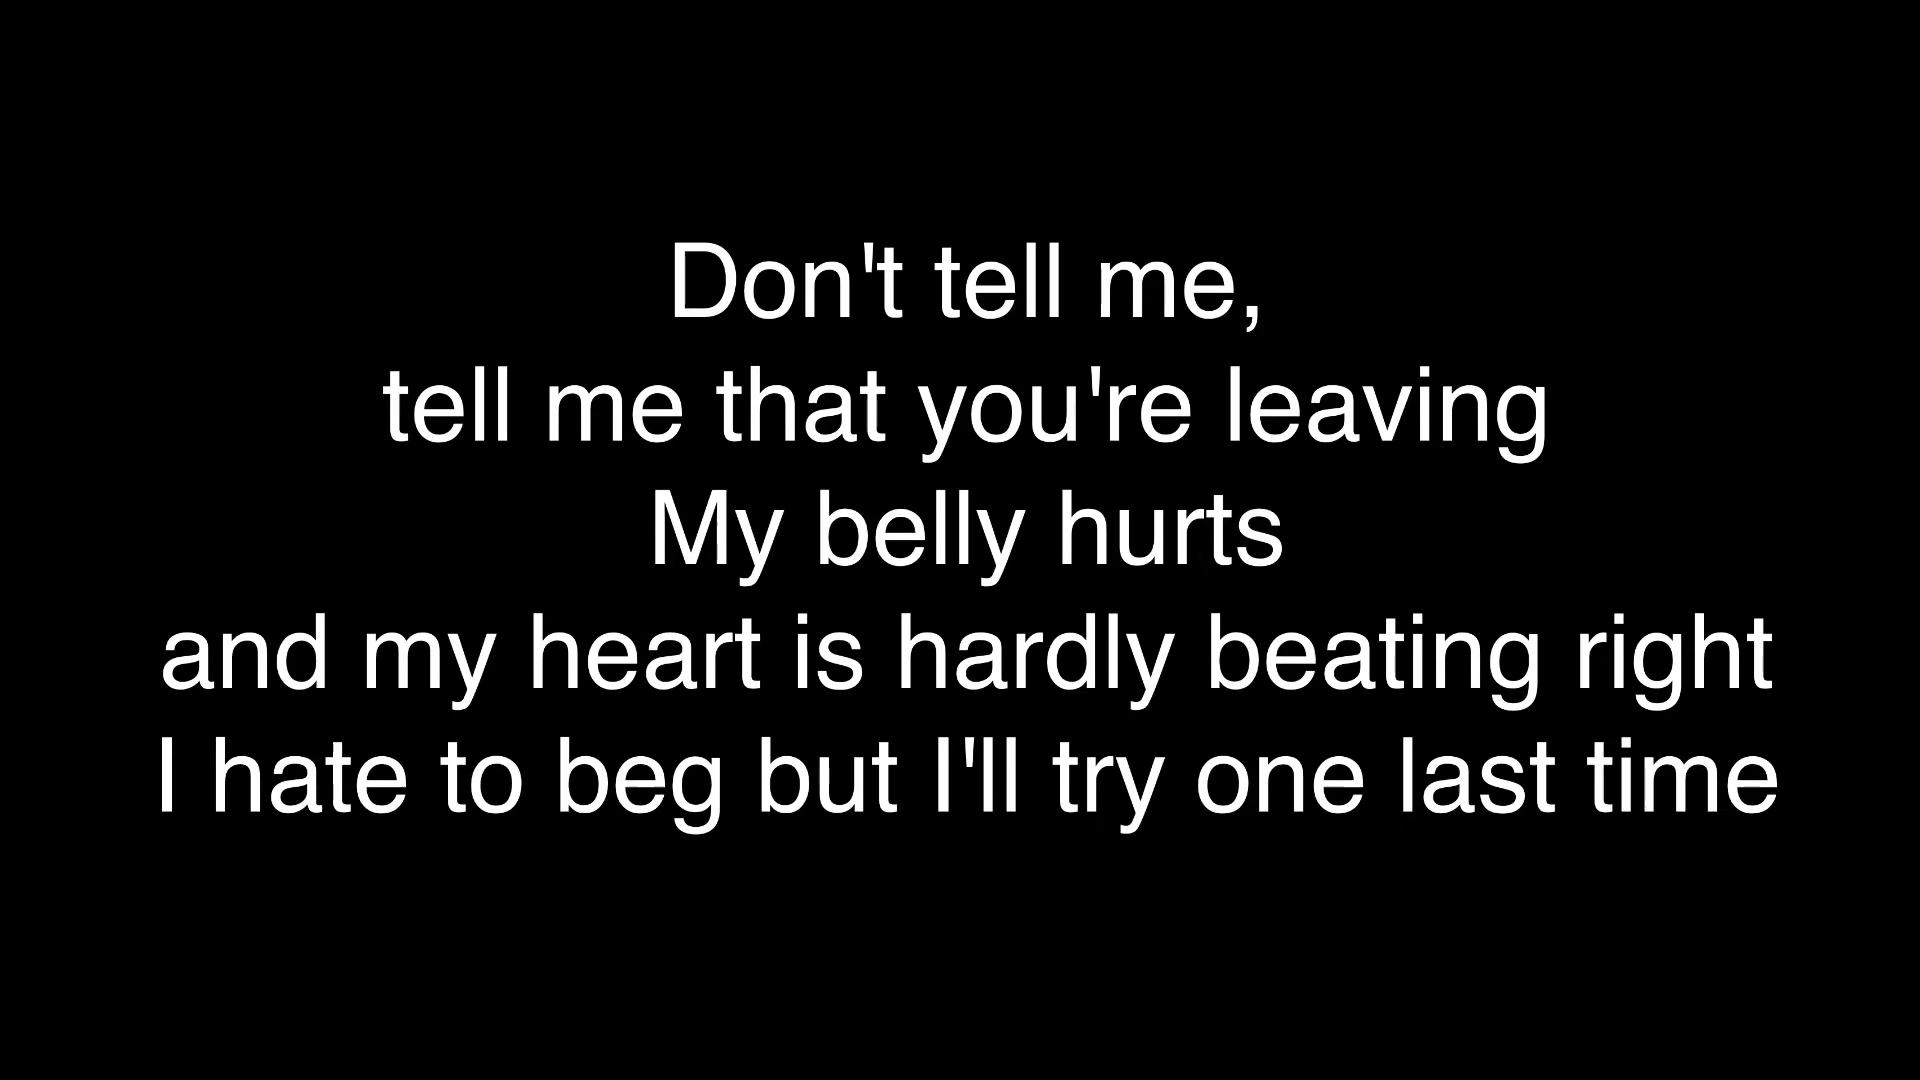 Don't tell me,
tell me that you're leaving
My belly hurts
and my heart is hardly beating right
I hate to beg but I'll try one last time